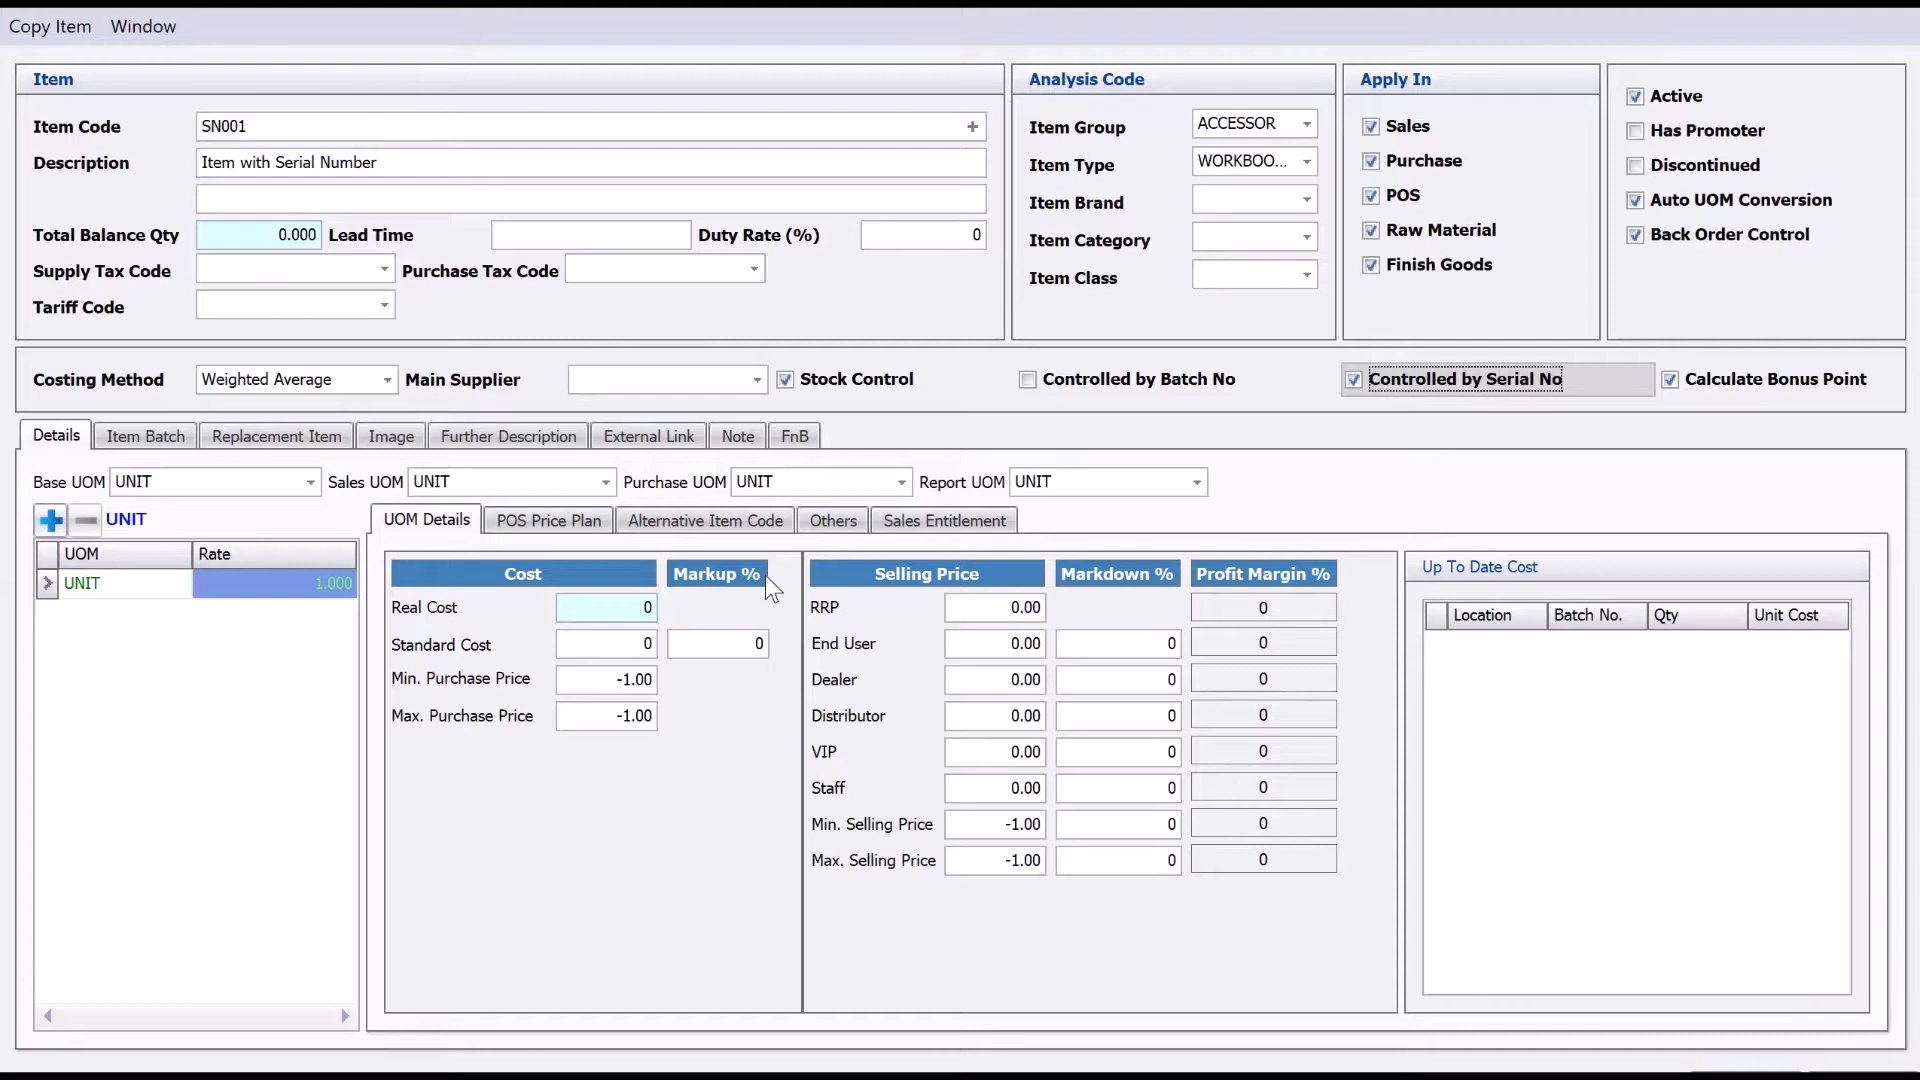 Copy Item Window
Item
Item Code SN001 +
Description Item with Serial Number
Total Balance Qty 0.000 Lead Time Duty Rate (%) 0
Supply Tax Code Purchase Tax Code
Tariff Code
Analysis Code
Item Group ACCESSOR
Item Type WORKBOO...
Item Brand
Item Category
Item Class
Apply In
Sales
Purchase
POS
Raw Material
Finish Goods
Active
Has Promoter
Discontinued
Auto UOM Conversion
Back Order Control
Costing Method Weighted Average Main Supplier Stock Control Controlled by Batch No Controlled by Serial No Calculate Bonus Point
Details Item Batch Replacement Item Image Further Description External Link Note FnB
Base UOM UNIT Sales UOM UNIT Purchase UOM UNIT Report UOM UNIT
UNIT
UOM Rate
UNIT 1.000
UOM Details POS Price Plan Alternative Item Code Others Sales Entitlement
Cost Markup %
Real Cost 0
Standard Cost 0 0
Min. Purchase Price -1.00
Max. Purchase Price -1.00
Selling Price Markdown % Profit Margin %
RRP 0.00 0
End User 0.00 0 0
Dealer 0.00 0 0
Distributor 0.00 0 0
VIP 0.00 0 0
Staff 0.00 0 0
Min. Selling Price -1.00 0 0
Max. Selling Price -1.00 0 0
Up To Date Cost
Location Batch No. Qty Unit Cost